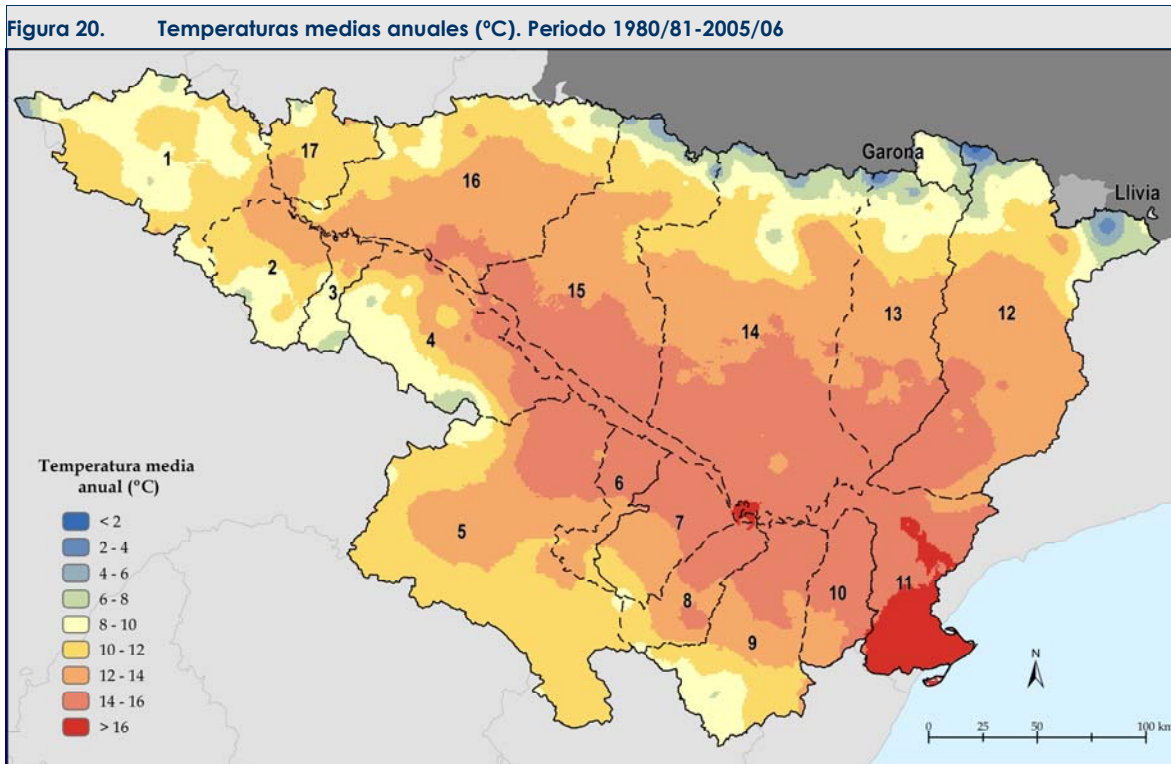 Figura 20. Temperaturas medias anuales (ºC). Periodo 1980/81-2005/06
Garona
Llivia
1
17
16
2
3
4
15
14
13
12
5
6
7
8
9
10
11
Temperatura media
anual (ºC)
< 2
2 - 4
4 - 6
6 - 8
8 - 10
10 - 12
12 - 14
14 - 16
> 16
N
0 25 50 100 km